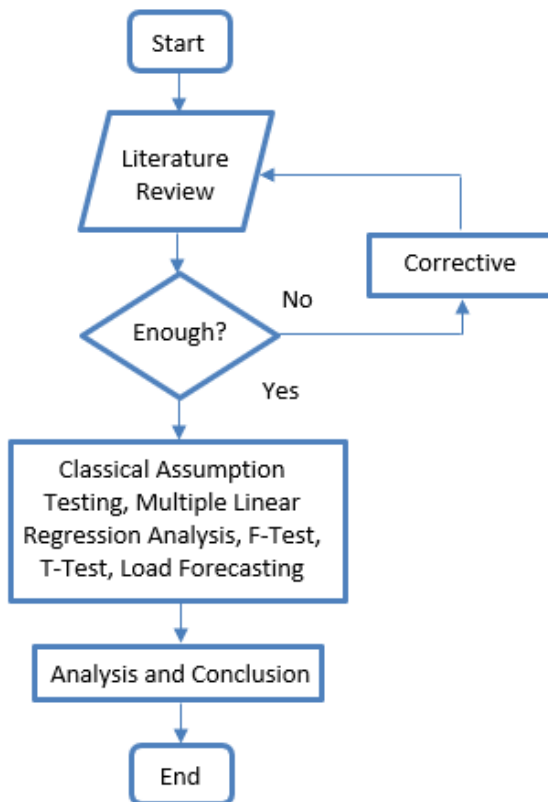 Start
Literature
Review
Corrective
Enough?
No
Yes
Classical Assumption
Testing, Multiple Linear
Regression Analysis, F-Test,
T-Test, Load Forecasting
Analysis and Conclusion
End